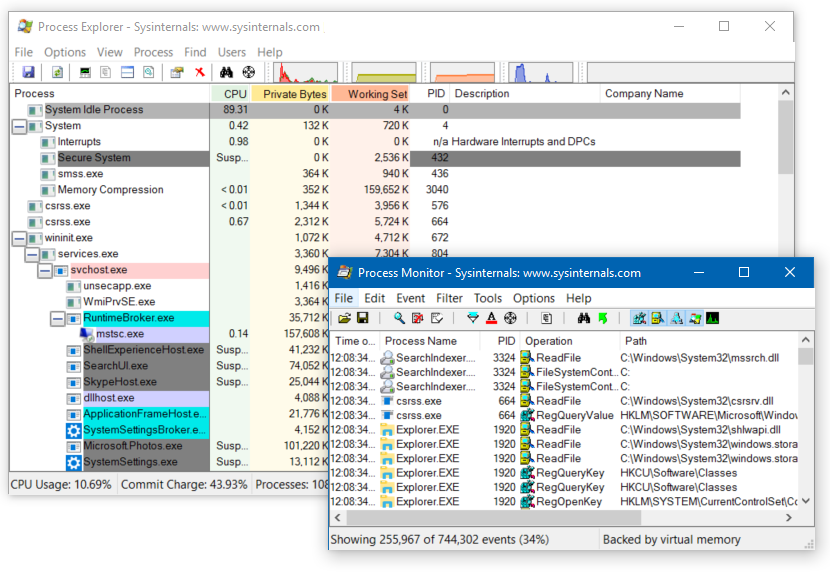 Process Explorer - Sysinternals: www.sysinternals.com
File Options View Process Find Users Help
Process CPU Private Bytes Working Set PID Description Company Name
System Idle Process 89.31 0 K 4 K 0
System 0.42 132 K 720 K 4
Interrupts 0.98 0 K 0 K n/a Hardware Interrupts and DPCs
Secure System Susp... 0 K 2,536 K 432
smss.exe 364 K 940 K 436
Memory Compression < 0.01 352 K 159,652 K 3040
csrss.exe < 0.01 1,344 K 3,956 K 576
csrss.exe 0.67 2,312 K 5,724 K 664
wininit.exe 1,072 K 4,712 K 672
services.exe 3,360 K 7,304 K 804
svchost.exe 9,496 K
unsecapp.exe 1,416 K
WmiPrvSE.exe 3,364 K
RuntimeBroker.exe 35,712 K
mstsc.exe 0.14 157,608 K
ShellExperienceHost.exe Susp... 41,232 K
SearchUI.exe Susp... 74,052 K
SkypeHost.exe Susp... 25,044 K
dllhost.exe 4,088 K
ApplicationFrameHost.e... 21,776 K
SystemSettingsBroker.e... 4,152 K
Microsoft.Photos.exe Susp... 101,220 K
SystemSettings.exe Susp... 13,112 K
CPU Usage: 10.69% Commit Charge: 43.93% Processes: 108
Process Monitor - Sysinternals: www.sysinternals.com
File Edit Event Filter Tools Options Help
Time o... Process Name PID Operation Path
12:08:34... SearchIndexer.... 3324 ReadFile C:\Windows\System32\mssrch.dll
12:08:34... SearchIndexer.... 3324 FileSystemCont... C:
12:08:34... SearchIndexer.... 3324 FileSystemCont... C:
12:08:34... csrss.exe 664 ReadFile C:\Windows\System32\csrsrv.dll
12:08:34... csrss.exe 664 RegQueryValue HKLM\SOFTWARE\Microsoft\Window
12:08:34... Explorer.EXE 1920 ReadFile C:\Windows\System32\shlwapi.dll
12:08:34... Explorer.EXE 1920 ReadFile C:\Windows\System32\windows.stora
12:08:34... Explorer.EXE 1920 ReadFile C:\Windows\System32\windows.stora
12:08:34... Explorer.EXE 1920 RegQueryKey HKCU\Software\Classes
12:08:34... Explorer.EXE 1920 RegQueryKey HKCU\Software\Classes
12:08:34... Explorer.EXE 1920 RegOpenKey HKLM\SYSTEM\CurrentControlSet\Co
Showing 255,967 of 744,302 events (34%) Backed by virtual memory